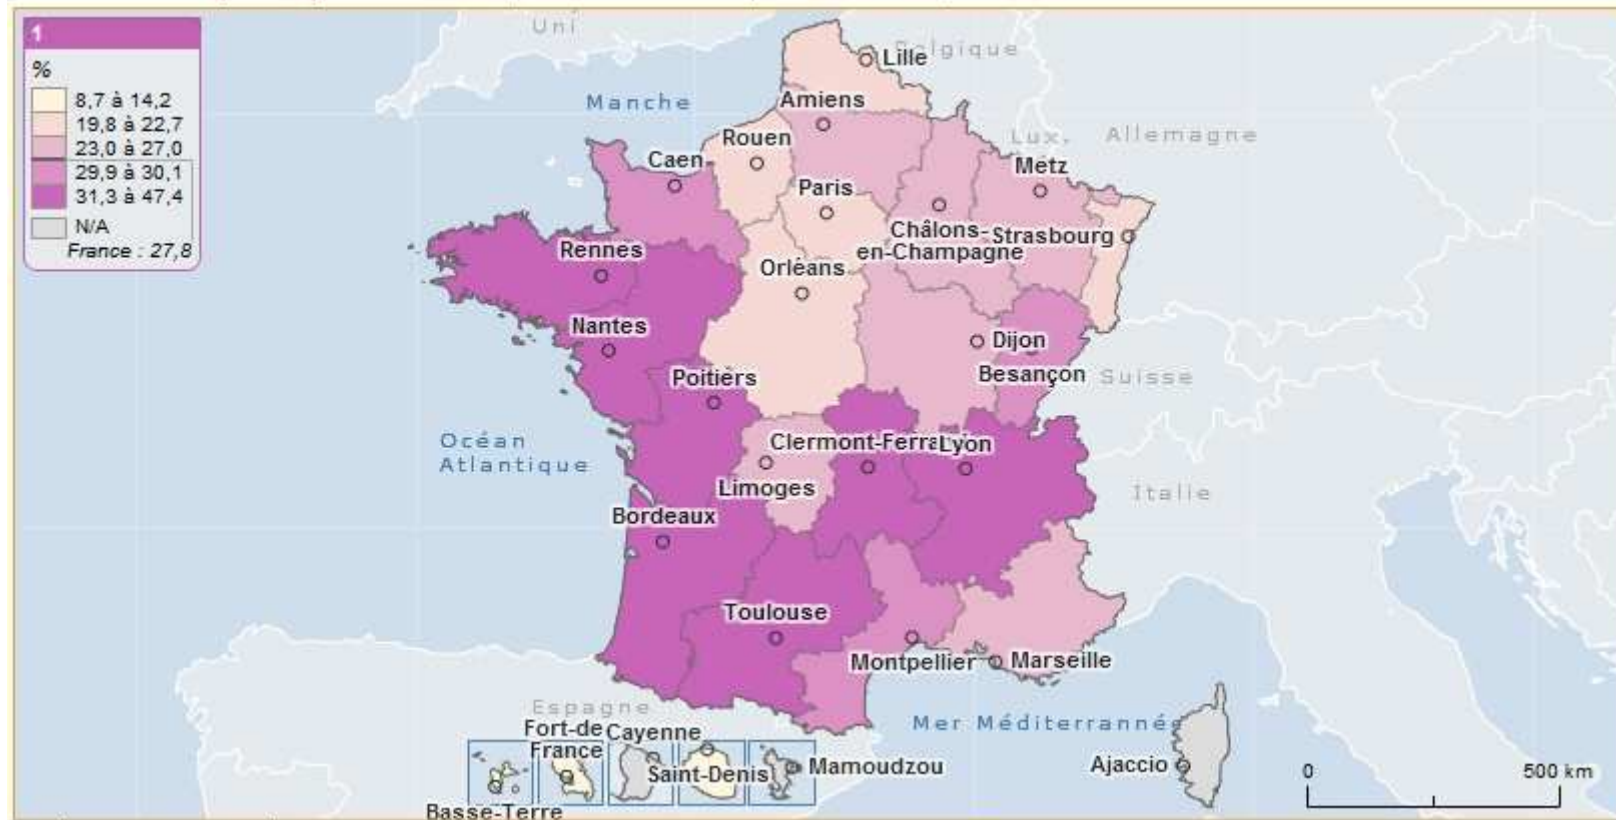 1
%
8,7 à 14,2
19,8 à 22,7
23,0 à 27,0
29,9 à 30,1
31,3 à 47,4
N/A
France : 27,8
Uni
Manche
Belgique
Lille
Amiens
Lux.
Allemagne
Rouen
Caen
Metz
Paris
Châlons-
en-Champagne
Strasbourg
Rennes
Orléans
Nantes
Dijon
Besançon
Suisse
Poitiers
Océan
Atlantique
Clermont-Ferra
Lyon
Limoges
Italie
Bordeaux
Toulouse
Montpellier
Marseille
Espagne
Mer Méditerrannée
Fort-de
France
Cayenne
Saint-Denis
Mamoudzou
Basse-Terre
Ajaccio
0
500 km